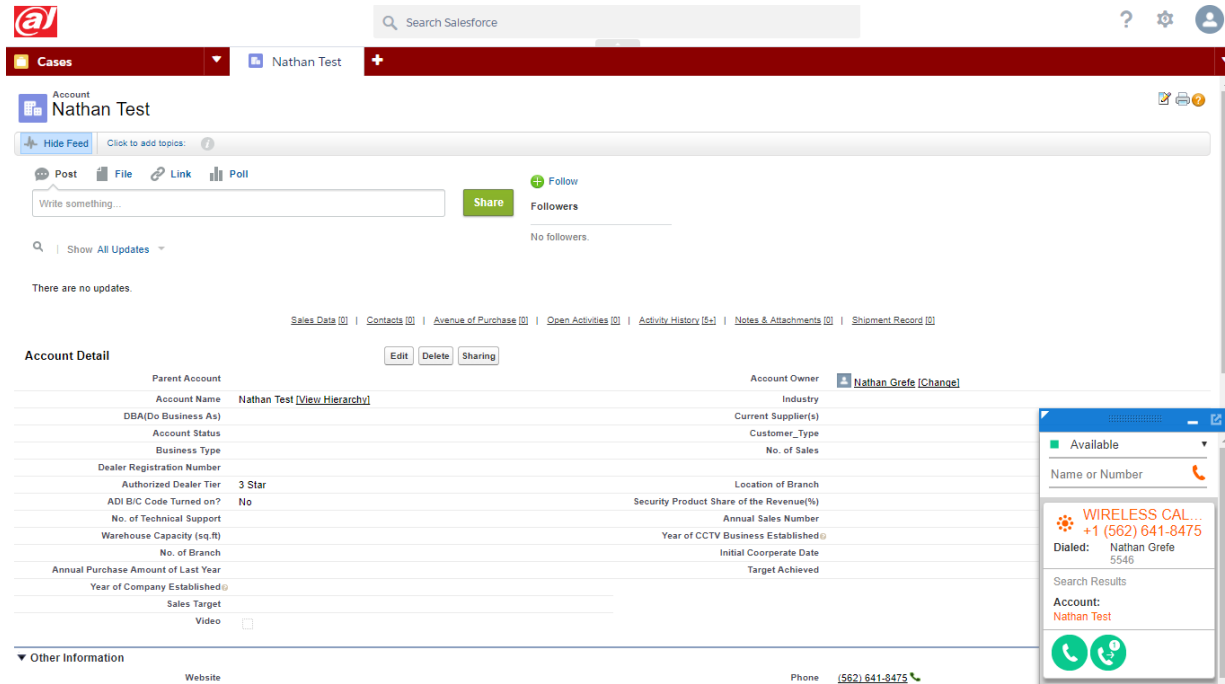 a)
Search Salesforce
?
Cases
Nathan Test
Account
Nathan Test
Hide Feed Click to add topics: i
Post File Link Poll
Write something...
Share
Follow
Followers
No followers.
Show All Updates
There are no updates.
Sales Data [0] | Contacts [0] | Avenue of Purchase [0] | Open Activities [0] | Activity History [5+] | Notes & Attachments [0] | Shipment Record [0]
Account Detail
Edit Delete Sharing
Parent Account
Account Owner Nathan Grefe [Change]
Account Name Nathan Test [View Hierarchy]
Industry
DBA(Do Business As)
Current Supplier(s)
Account Status
Customer_Type
Business Type
No. of Sales
Dealer Registration Number
Authorized Dealer Tier 3 Star
Location of Branch
ADI B/C Code Turned on? No
Security Product Share of the Revenue(%)
No. of Technical Support
Annual Sales Number
Warehouse Capacity (sq.ft)
Year of CCTV Business Established
No. of Branch
Initial Coorperate Date
Annual Purchase Amount of Last Year
Target Achieved
Year of Company Established
Sales Target
Video
Other Information
Website
Phone (562) 641-8475
Available
Name or Number
WIRELESS CAL...
+1 (562) 641-8475
Dialed: Nathan Grefe
5546
Search Results
Account:
Nathan Test
1